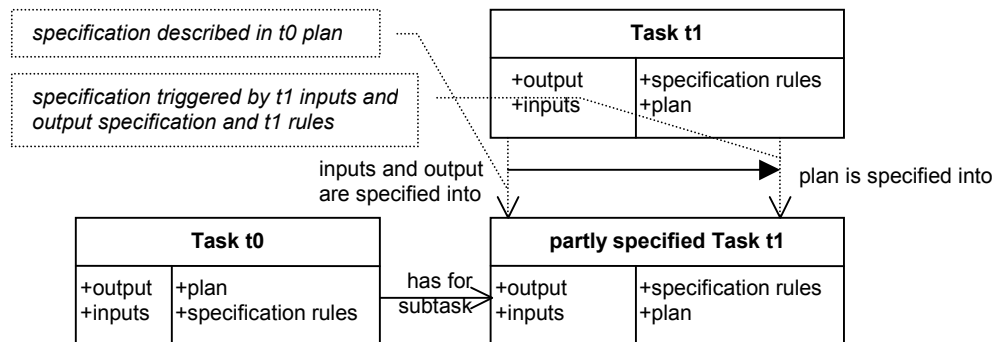 specification described in t0 plan
specification triggered by t1 inputs and
output specification and t1 rules
Task t1
+output
+inputs
+specification rules
+plan
inputs and output
are specified into
plan is specified into
Task t0
+output
+inputs
+plan
+specification rules
has for
subtask
partly specified Task t1
+output
+inputs
+specification rules
+plan